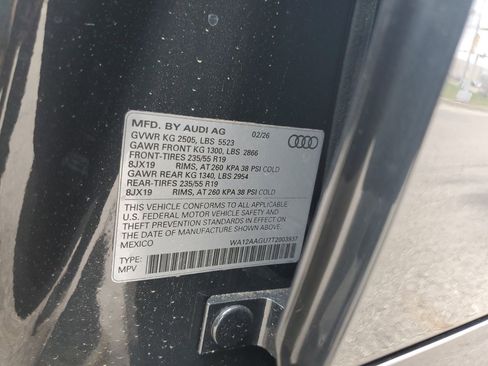 MFD. BY AUDI AG 02/26
GVWR KG 2505, LBS 5523
GAWR FRONT KG 1300, LBS 2866
FRONT-TIRES 235/55 R19
8JX19 RIMS, AT 260 KPA 38 PSI COLD
GAWR REAR KG 1340, LBS 2954
REAR-TIRES 235/55 R19
8JX19 RIMS, AT 260 KPA 38 PSI COLD
THIS VEHICLE CONFORMS TO ALL APPLICABLE
U.S. FEDERAL MOTOR VEHICLE SAFETY AND
THEFT PREVENTION STANDARDS IN EFFECT ON
THE DATE OF MANUFACTURE SHOWN ABOVE.
MEXICO
WA12AAGU7T2003937
TYPE:
MPV